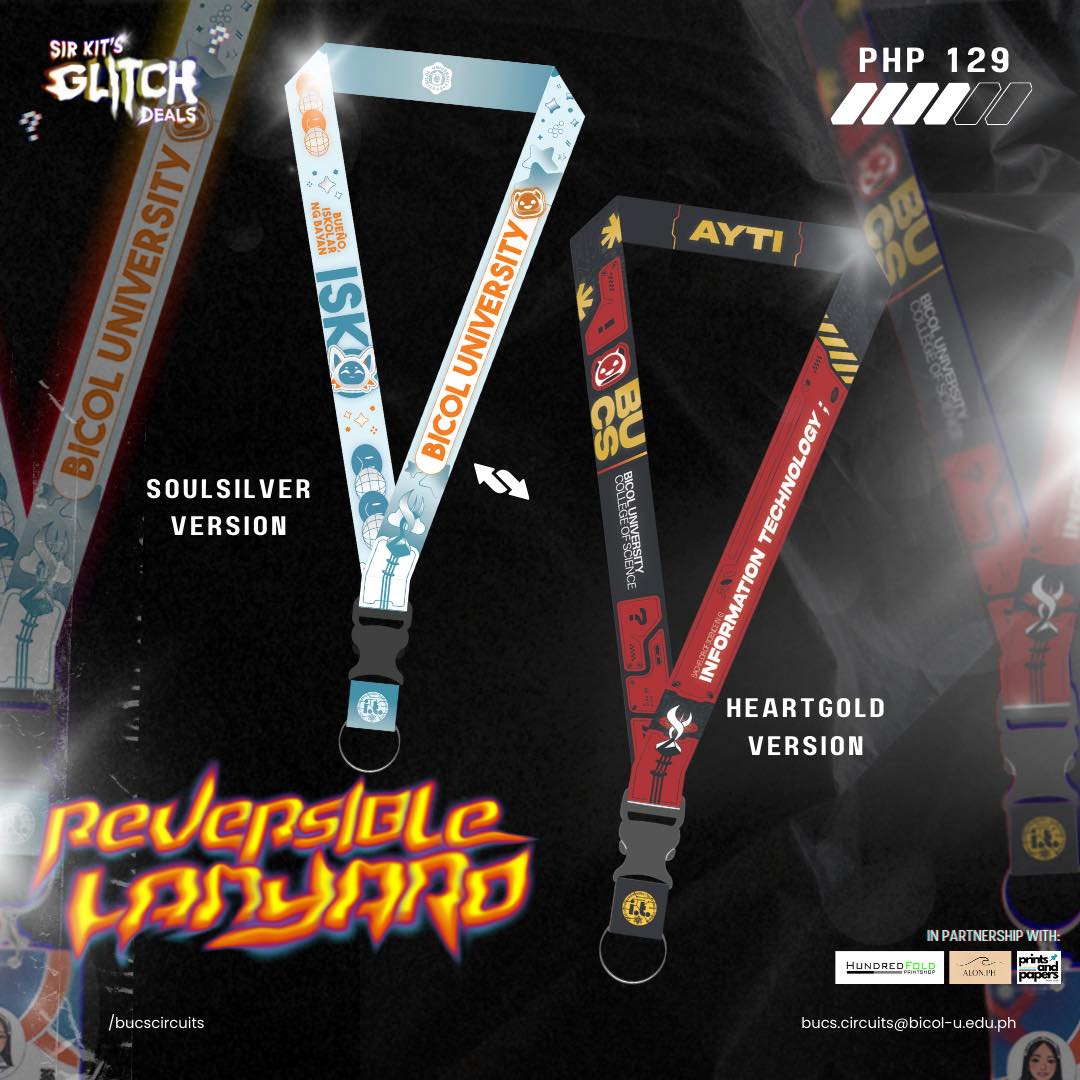 SIR KIT'S
GLITCH
DEALS
PHP 129
BUEÑO,
ISKOLAR
NG BAYAN
ISK
BICOL UNIVERSITY
AYTI
BU
CS
BICOL UNIVERSITY
COLLEGE OF SCIENCE
INFORMATION TECHNOLOGY ;
i.t.
i.t.
BICOL UNIVERSITY
BU
CS
BICOL UNIVERSITY
COLLEGE OF SCIENCE
i.t.
SOULSILVER
VERSION
HEARTGOLD
VERSION
REVERSIBLE
LANYARD
IN PARTNERSHIP WITH:
HUNDREDFOLD
PRINTSHOP
ALON.PH
prints
and
papers
/bucscircuits
bucs.circuits@bicol-u.edu.ph